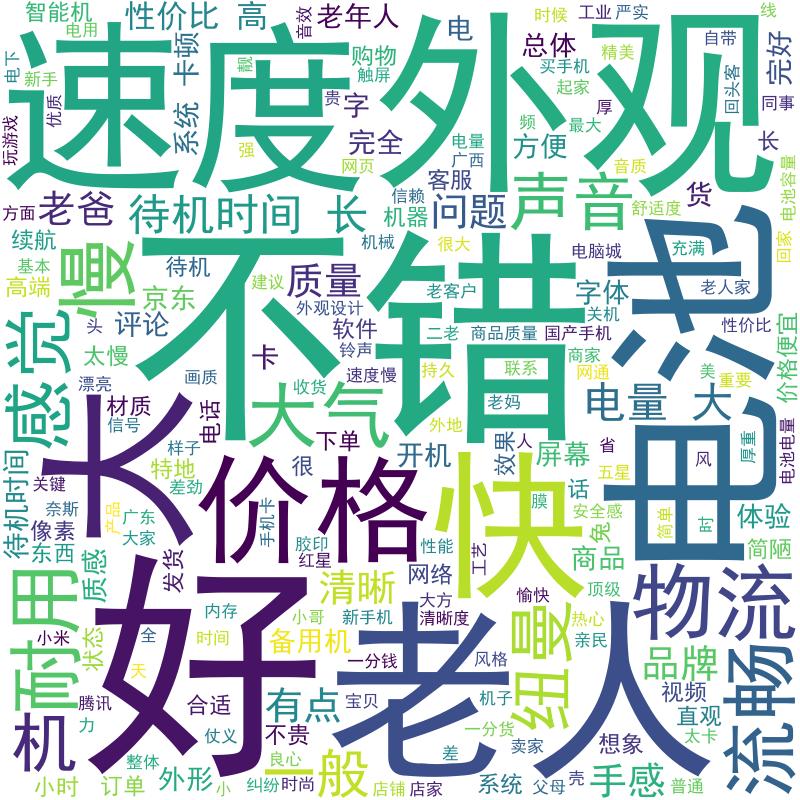 智能机
性价比 高
音效
老年人
电
时候
工业
严实
线
电下
电用
系统 卡顿
靓
购物
触屏
总体
买手机
精美
自带
回头客
完好
新手
贵
字
起家
厚
同事
玩游戏
优质
速度
外观
强
网页
完全
频
电量
广西
方便
最大
音质
长
电池容量
方面
老爸
待机时间 长
信赖
机器
客服
问题
声音
舒适度
货
续航
慢
待机
不错
机械
很大
电脑城
电池
充满
回家
基本
高端
京东
建议
质量
老客户
关机
字体
老人家
外观设计
头
评论
软件
二老
商品质量
国产手机
性价比
感觉
太慢
卡
铃声
速度慢
持久
联系
商家
网通
美
重要
价格便宜
漂亮
画质
收货
大
材质
大气
老妈
电量 大
信号
电话
下单
外地
效果
人
风
厚重
电池电量
样子
特地
很
开机
屏幕
省
五星
待机时间
关键
差劲
价格
快
话
简单
时
奈斯
产品
膜
安全感
体验
像素
广东
手机卡
胶印
性能
工艺
兔
东西
大家
红星
商品
简陋
质感
发货
网络
顶级
物流
耐用
好
清晰
大方
愉快
内存
小哥
新手机
清晰度
热心
小米
状态
全
时间
备用机
老人
纽曼
亲民
流畅
天
一分钱
风格
品牌
腾讯
合适
有点
宝贝
机子
视频
力
一分货
直观
机
仗义
不贵
差
卖家
想象
太卡
整体
良心
一般
小时
订单
外形
小
纠纷
时尚
店铺
店家
系统
父母
壳
手感
普通